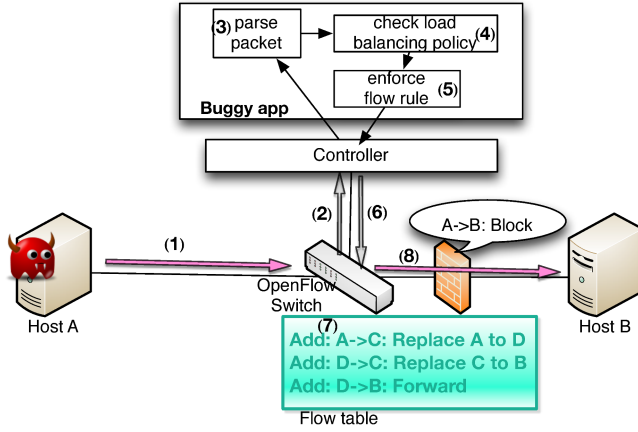 (3) parse
packet
check load
balancing policy (4)
enforce
flow rule (5)
Buggy app
Controller
(2)
(6)
A->B: Block
(1)
(8)
OpenFlow
Switch
Host A
Host B
(7)
Add: A->C: Replace A to D
Add: D->C: Replace C to B
Add: D->B: Forward
Flow table